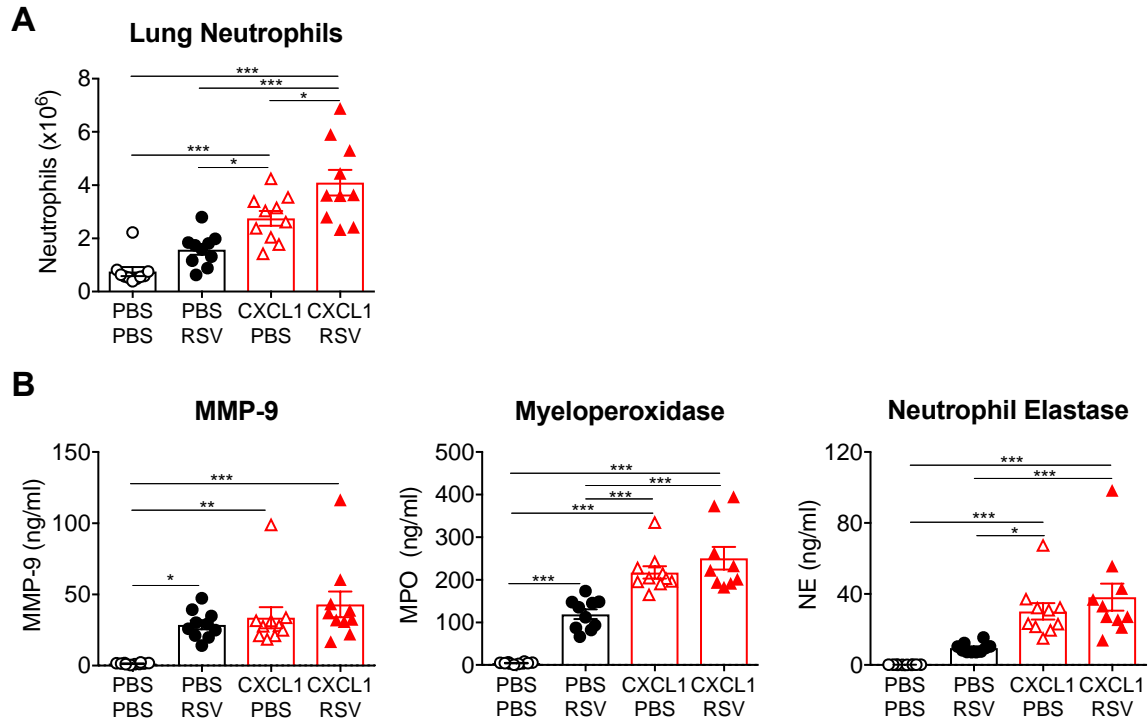 A
Lung Neutrophils
Neutrophils (x10⁶)
8
6
4
2
0
***
***
*
***
*
PBS PBS CXCL1 CXCL1
PBS RSV PBS RSV
B
MMP-9
MMP-9 (ng/ml)
150
100
50
0
***
**
*
PBS PBS CXCL1 CXCL1
PBS RSV PBS RSV
Myeloperoxidase
MPO (ng/ml)
500
400
300
200
100
0
***
***
***
***
***
PBS PBS CXCL1 CXCL1
PBS RSV PBS RSV
Neutrophil Elastase
NE (ng/ml)
120
80
40
0
***
***
***
*
PBS PBS CXCL1 CXCL1
PBS RSV PBS RSV